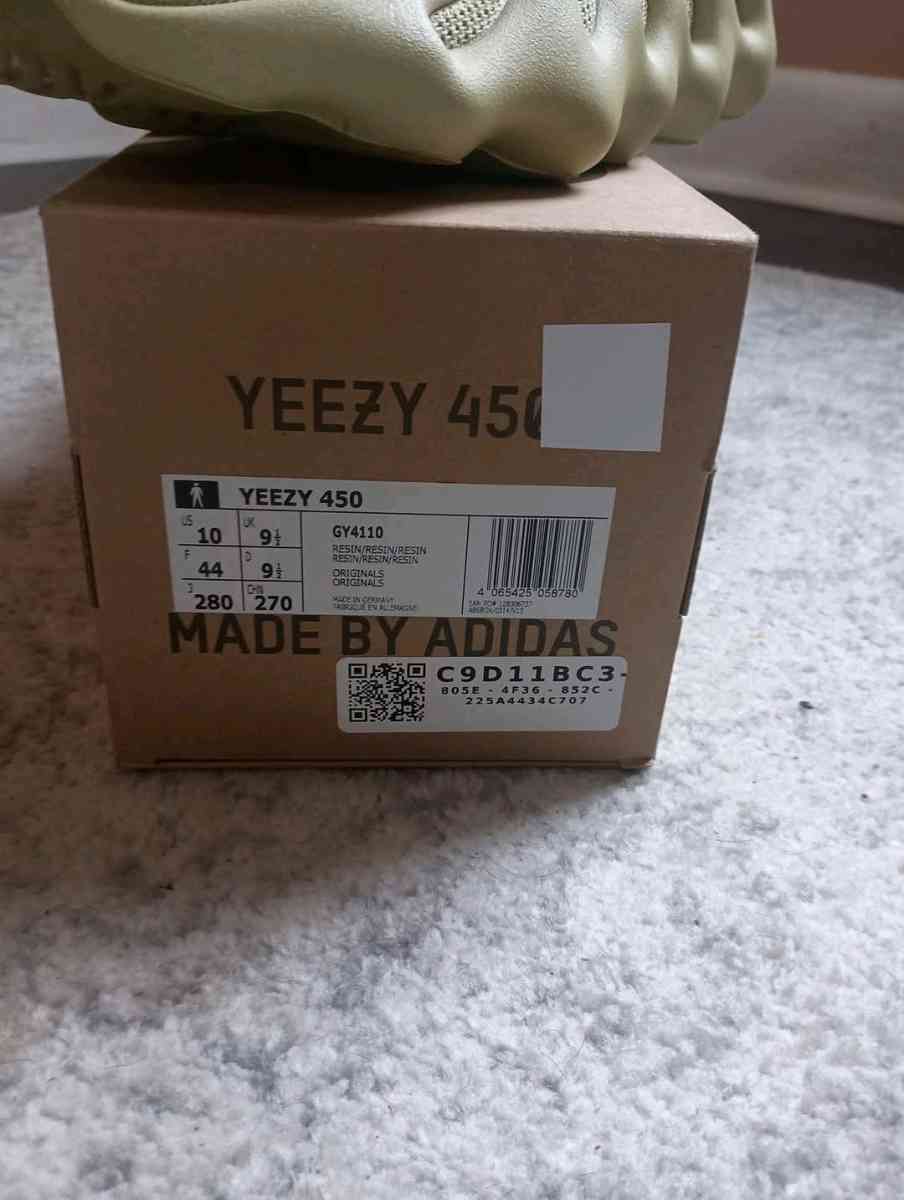 YEEZY 450
YEEZY 450
US 10 UK 9½
F 44 D 9½
J 280 CHN 270
GY4110
RESIN/RESIN/RESIN
RESIN/RESIN/RESIN
ORIGINALS
ORIGINALS
MADE IN GERMANY
FABRIQUÉ EN ALLEMAGNE
4 065425 058780
MADE BY ADIDAS
C9D11BC3-
805E - 4F36 - 852C -
225A4434C707